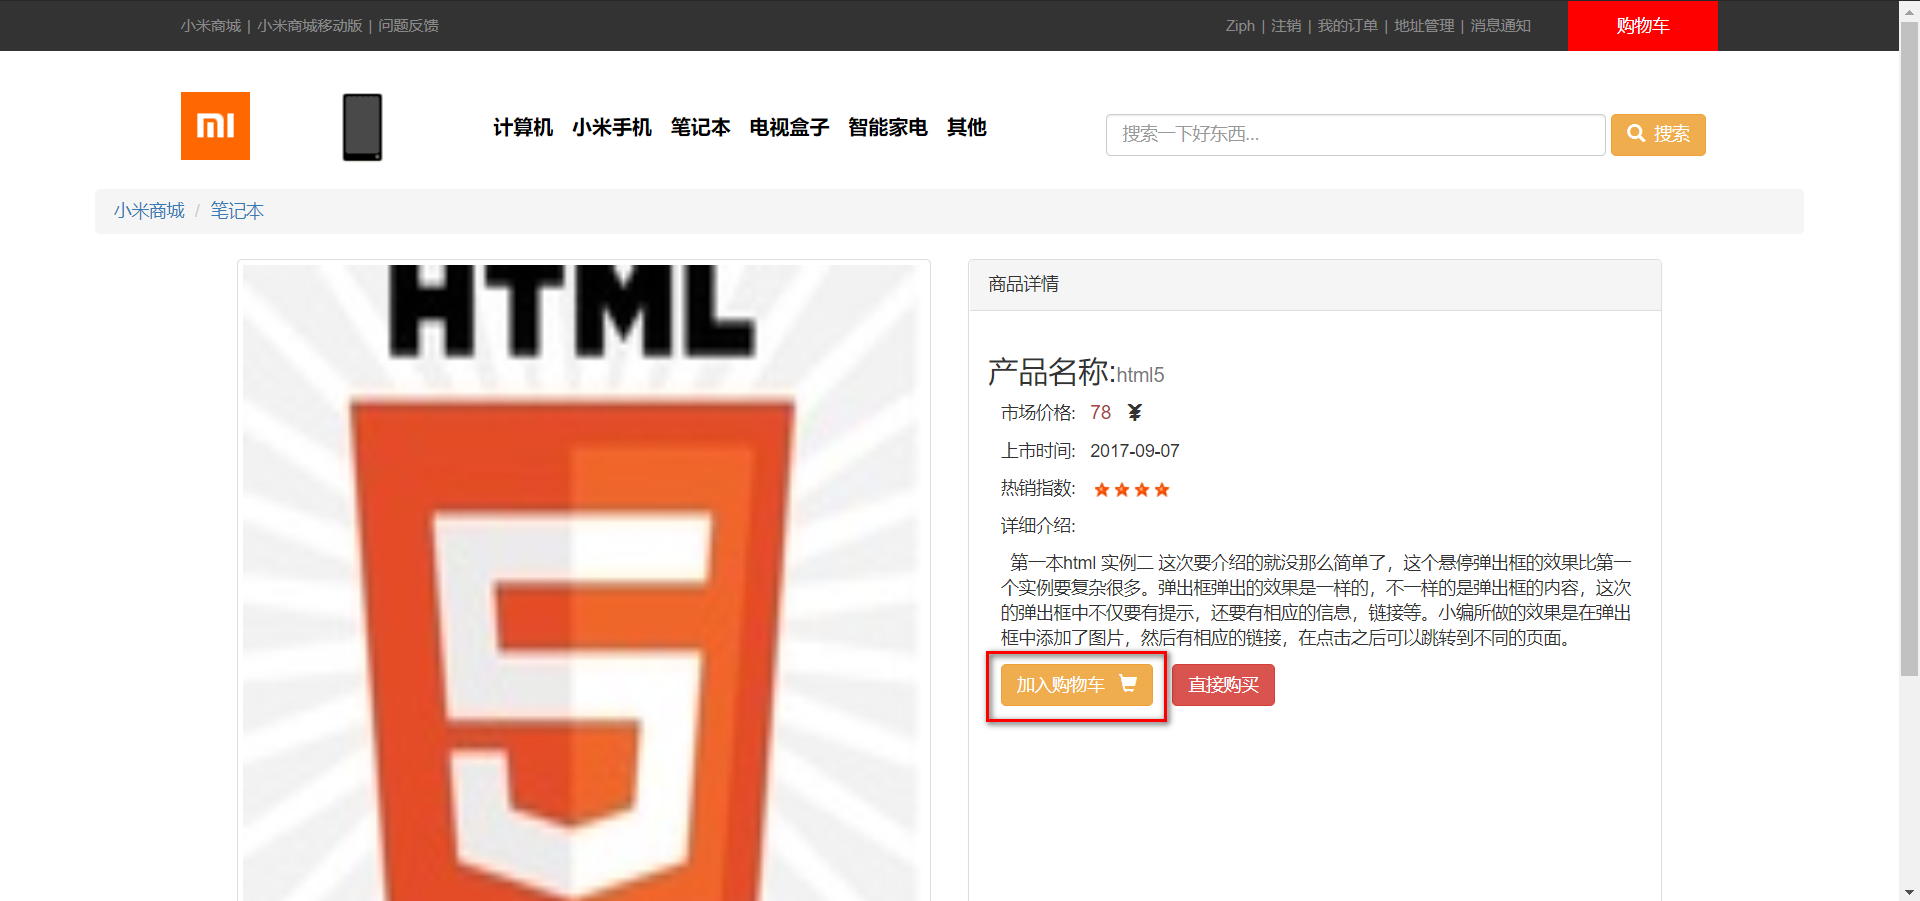 小米商城 | 小米商城移动版 | 问题反馈
Ziph | 注销 | 我的订单 | 地址管理 | 消息通知
购物车
计算机 小米手机 笔记本 电视盒子 智能家电 其他
搜索一下好东西...
搜索
小米商城 / 笔记本
HTML
商品详情
产品名称:html5
市场价格: 78 ¥
上市时间: 2017-09-07
热销指数:
详细介绍:
第一本html 实例二 这次要介绍的就没那么简单了，这个悬停弹出框的效果比第一
个实例要复杂很多。弹出框弹出的效果是一样的，不一样的是弹出框的内容，这次
的弹出框中不仅要有提示，还要有相应的信息，链接等。小编所做的效果是在弹出
框中添加了图片，然后有相应的链接，在点击之后可以跳转到不同的页面。
加入购物车
直接购买